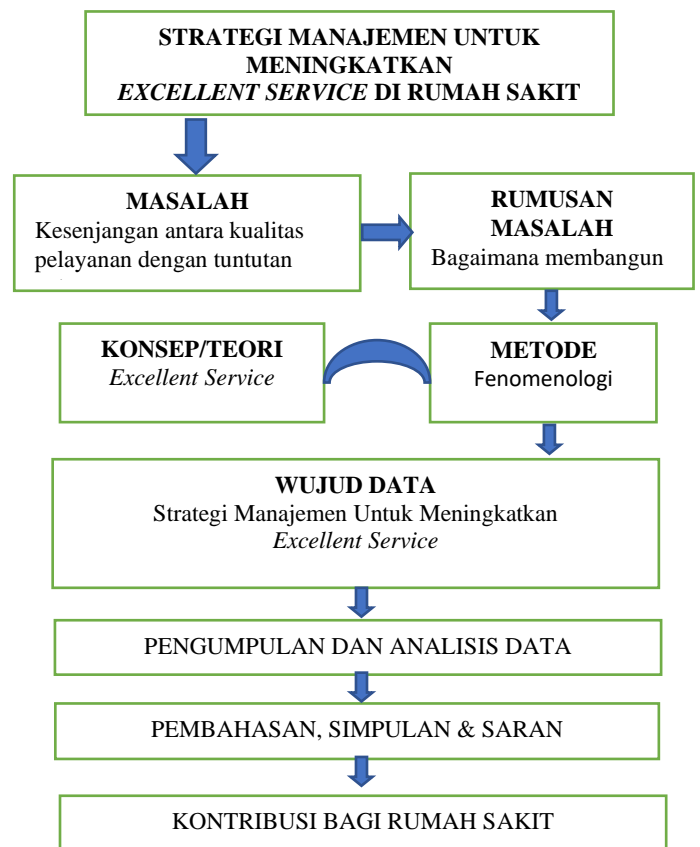 STRATEGI MANAJEMEN UNTUK
MENINGKATKAN
EXCELLENT SERVICE DI RUMAH SAKIT
MASALAH
Kesenjangan antara kualitas
pelayanan dengan tuntutan
RUMUSAN
MASALAH
Bagaimana membangun
KONSEP/TEORI
Excellent Service
METODE
Fenomenologi
WUJUD DATA
Strategi Manajemen Untuk Meningkatkan
Excellent Service
PENGUMPULAN DAN ANALISIS DATA
PEMBAHASAN, SIMPULAN & SARAN
KONTRIBUSI BAGI RUMAH SAKIT